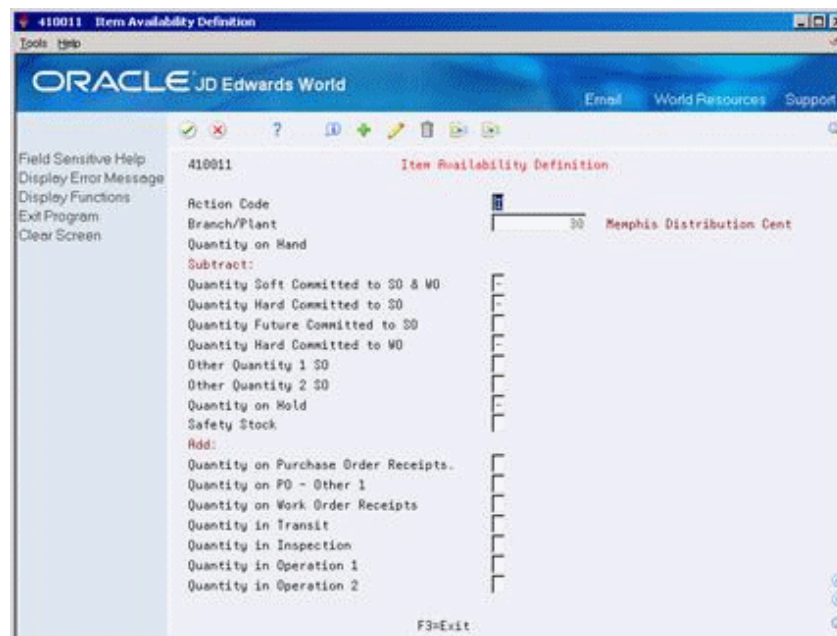 410011 Item Availability Definition
Tools Help
ORACLE JD Edwards World
Email World Resources Support
Field Sensitive Help
Display Error Message
Display Functions
Exit Program
Clear Screen
410011 Item Availability Definition
Action Code
Branch/Plant 30 Memphis Distribution Cent
Quantity on Hand
Subtract:
Quantity Soft Committed to SO & WO -
Quantity Hard Committed to SO -
Quantity Future Committed to SO
Quantity Hard Committed to WO -
Other Quantity 1 SO
Other Quantity 2 SO
Quantity on Hold -
Safety Stock
Add:
Quantity on Purchase Order Receipts.
Quantity on PO - Other 1
Quantity on Work Order Receipts
Quantity in Transit
Quantity in Inspection
Quantity in Operation 1
Quantity in Operation 2
F3=Exit